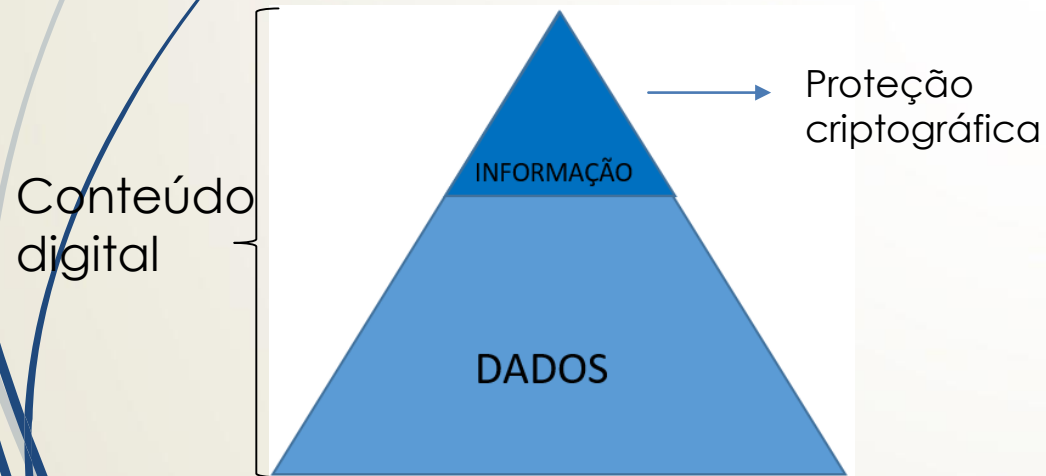 Conteúdo
digital
INFORMAÇÃO
DADOS
Proteção
criptográfica